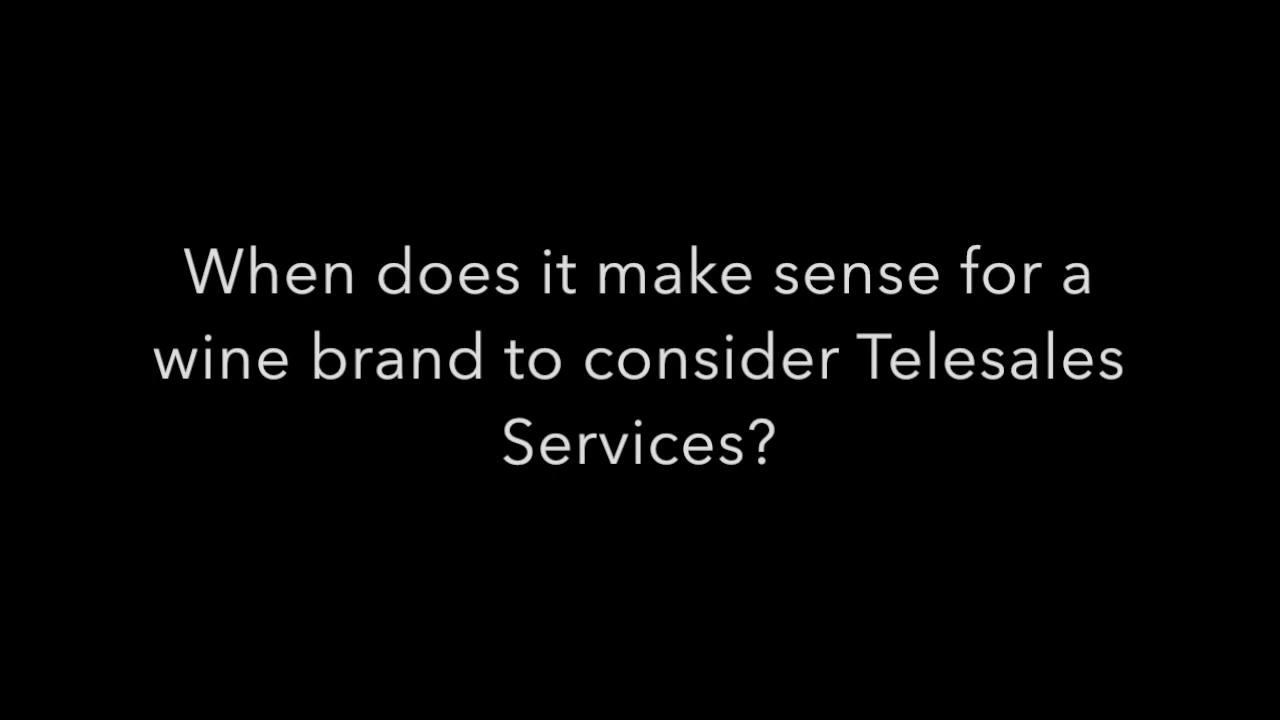 When does it make sense for a
wine brand to consider Telesales
Services?